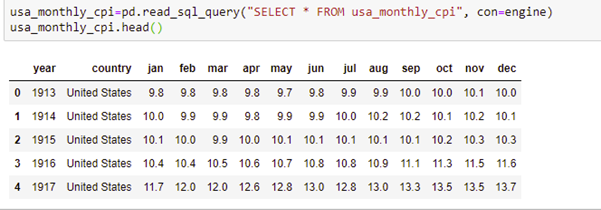 usa_monthly_cpi=pd.read_sql_query("SELECT * FROM usa_monthly_cpi", con=engine)
usa_monthly_cpi.head()
year country jan feb mar apr may jun jul aug sep oct nov dec
0 1913 United States 9.8 9.8 9.8 9.8 9.7 9.8 9.9 9.9 10.0 10.0 10.1 10.0
1 1914 United States 10.0 9.9 9.9 9.8 9.9 9.9 10.0 10.2 10.2 10.1 10.2 10.1
2 1915 United States 10.1 10.0 9.9 10.0 10.1 10.1 10.1 10.1 10.1 10.2 10.3 10.3
3 1916 United States 10.4 10.4 10.5 10.6 10.7 10.8 10.8 10.9 11.1 11.3 11.5 11.6
4 1917 United States 11.7 12.0 12.0 12.6 12.8 13.0 12.8 13.0 13.3 13.5 13.5 13.7